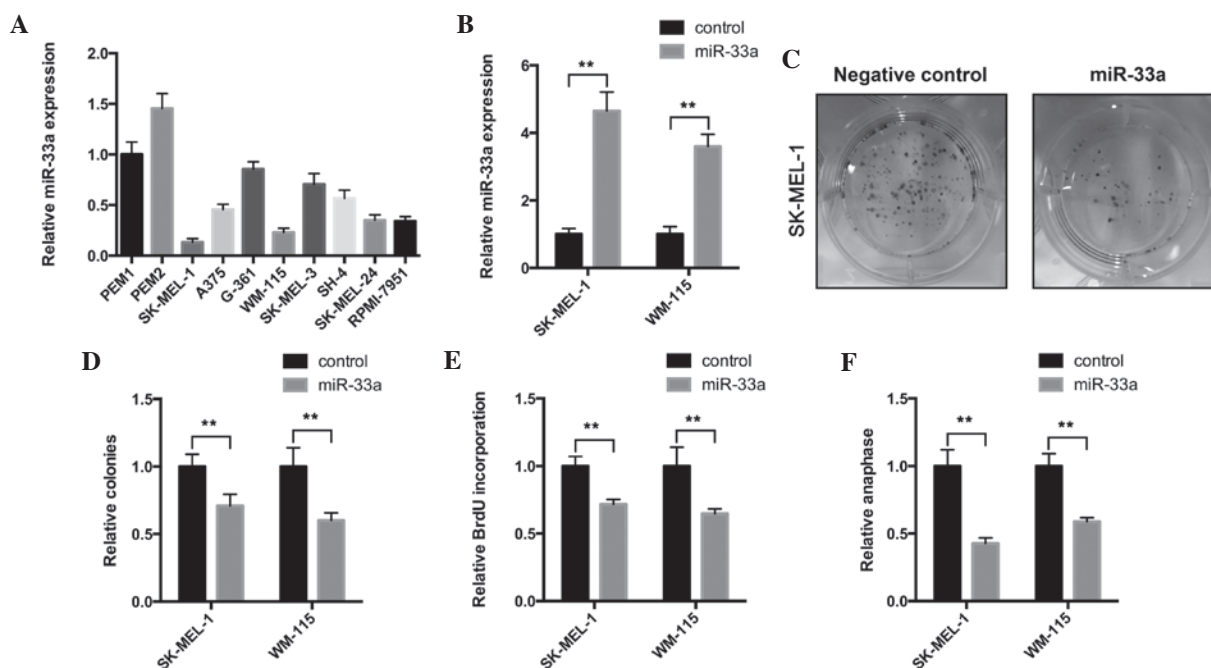 A
Relative miR-33a expression
2.0
1.5
1.0
0.5
0.0
PEM1
PEM2
SK-MEL-1
A375
G-361
WM-115
SK-MEL-3
SH-4
SK-MEL-24
RPMI-7951
B
control
miR-33a
Relative miR-33a expression
6
4
2
0
**
**
SK-MEL-1
WM-115
C
Negative control
miR-33a
SK-MEL-1
D
control
miR-33a
Relative colonies
1.5
1.0
0.5
0.0
**
**
SK-MEL-1
WM-115
E
control
miR-33a
Relative BrdU incorporation
1.5
1.0
0.5
0.0
**
**
SK-MEL-1
WM-115
F
control
miR-33a
Relative anaphase
1.5
1.0
0.5
0.0
**
**
SK-MEL-1
WM-115